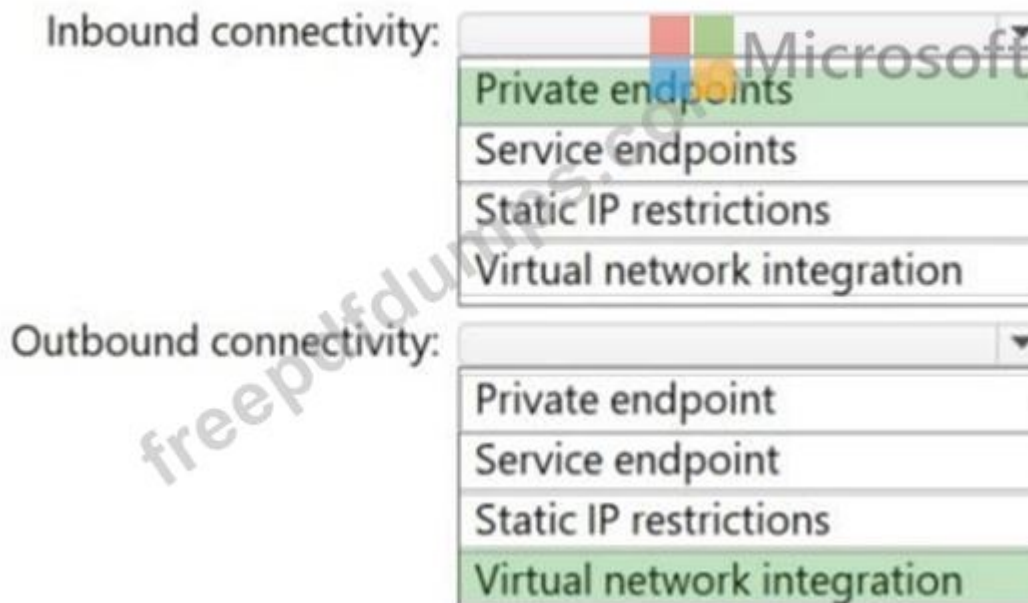 Inbound connectivity:
Microsoft
Private endpoints
Service endpoints
Static IP restrictions
Virtual network integration
Outbound connectivity:
Private endpoint
Service endpoint
Static IP restrictions
Virtual network integration
freepdfdumps.com